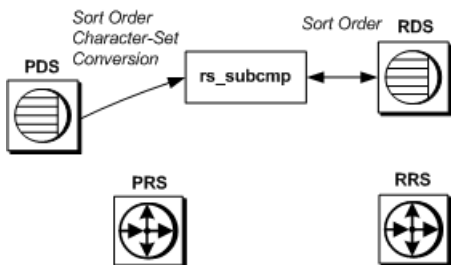 Sort Order
Character-Set
Conversion
Sort Order
RDS
PDS
rs_subcmp
PRS
RRS